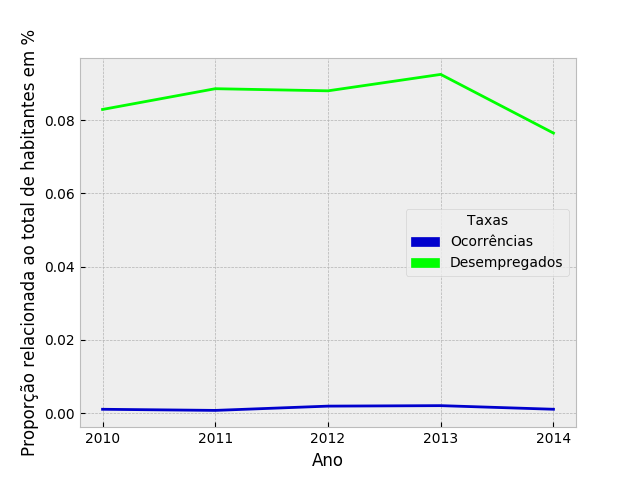 Proporção relacionada ao total de habitantes em %
0.08
0.06
0.04
0.02
0.00
Taxas
Ocorrências
Desempregados
2010 2011 2012 2013 2014
Ano